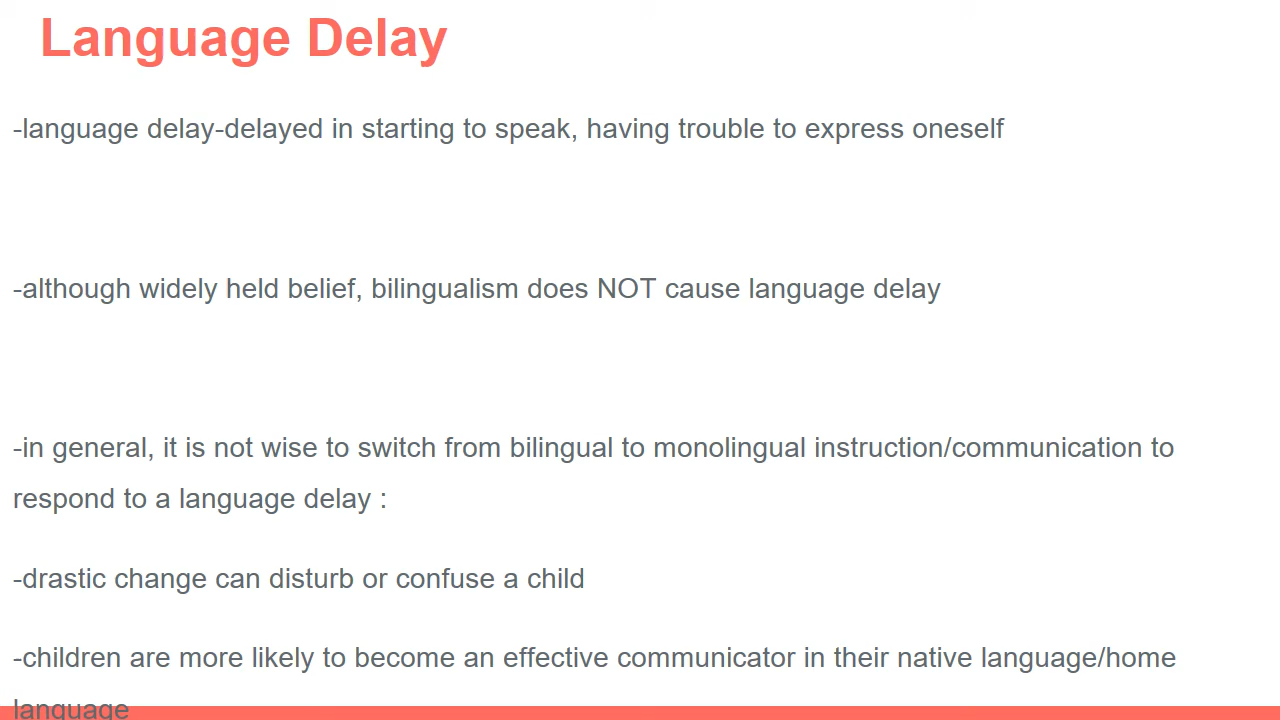 Language Delay
-language delay-delayed in starting to speak, having trouble to express oneself
-although widely held belief, bilingualism does NOT cause language delay
-in general, it is not wise to switch from bilingual to monolingual instruction/communication to
respond to a language delay :
-drastic change can disturb or confuse a child
-children are more likely to become an effective communicator in their native language/home
language